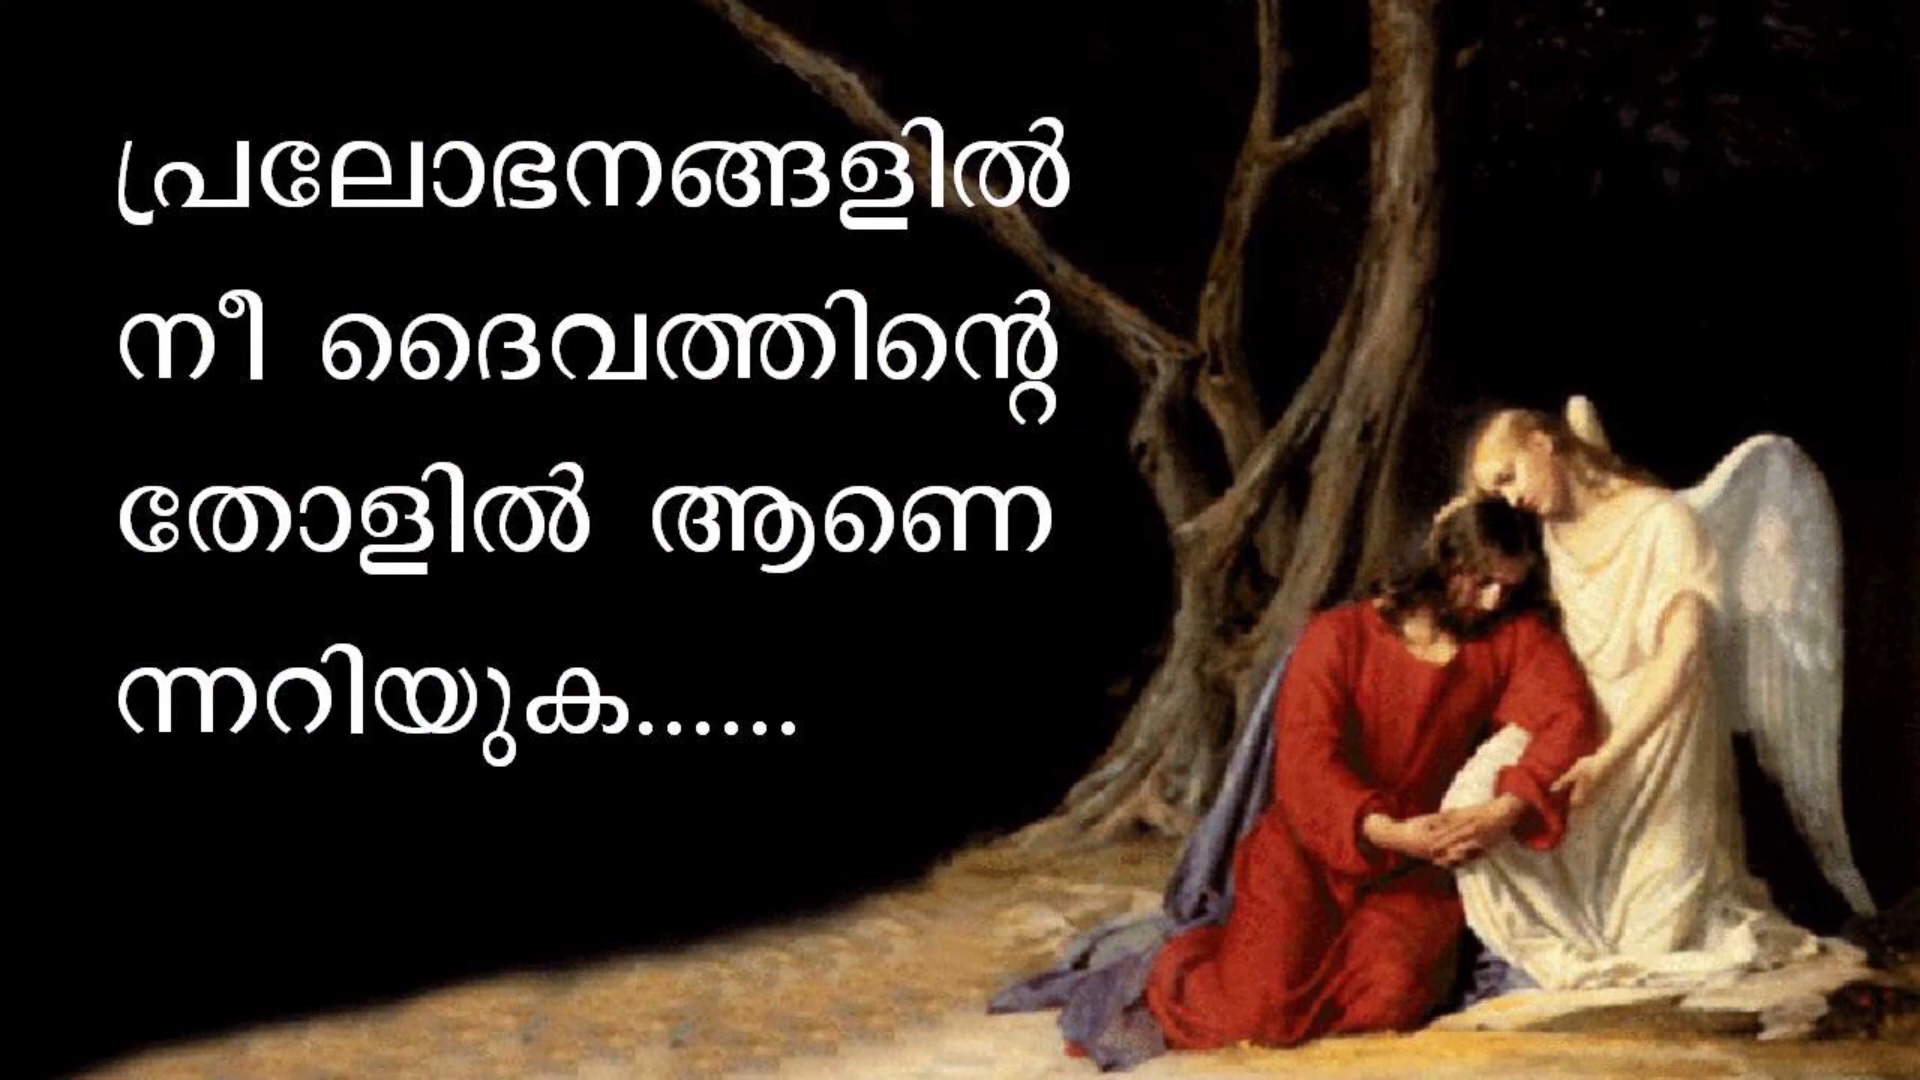 പ്രലോഭനങ്ങളിൽ
നീ ദൈവത്തിന്റെ
തോളിൽ ആണെ
ന്നറിയുക......